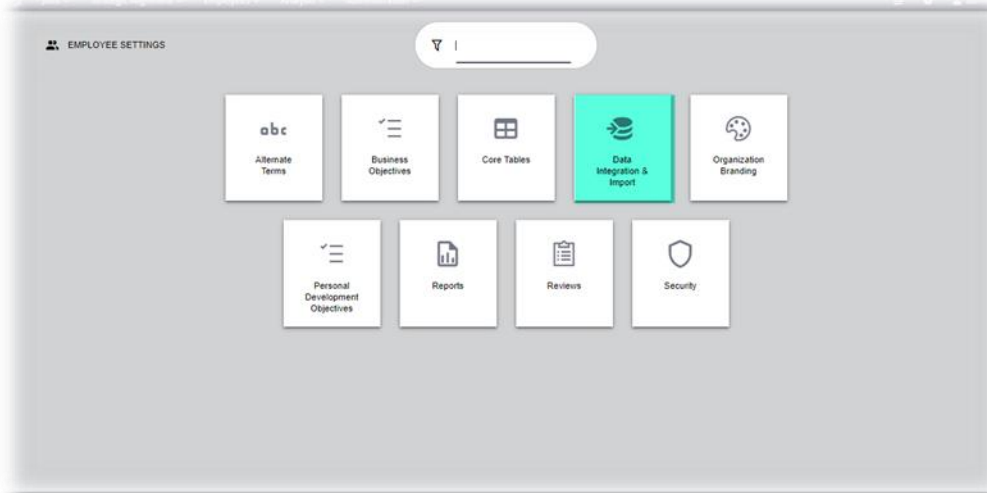 EMPLOYEE SETTINGS
abc
Alternate
Terms
Business
Objectives
Core Tables
Data
Integration &
Import
Organization
Branding
Personal
Development
Objectives
Reports
Reviews
Security